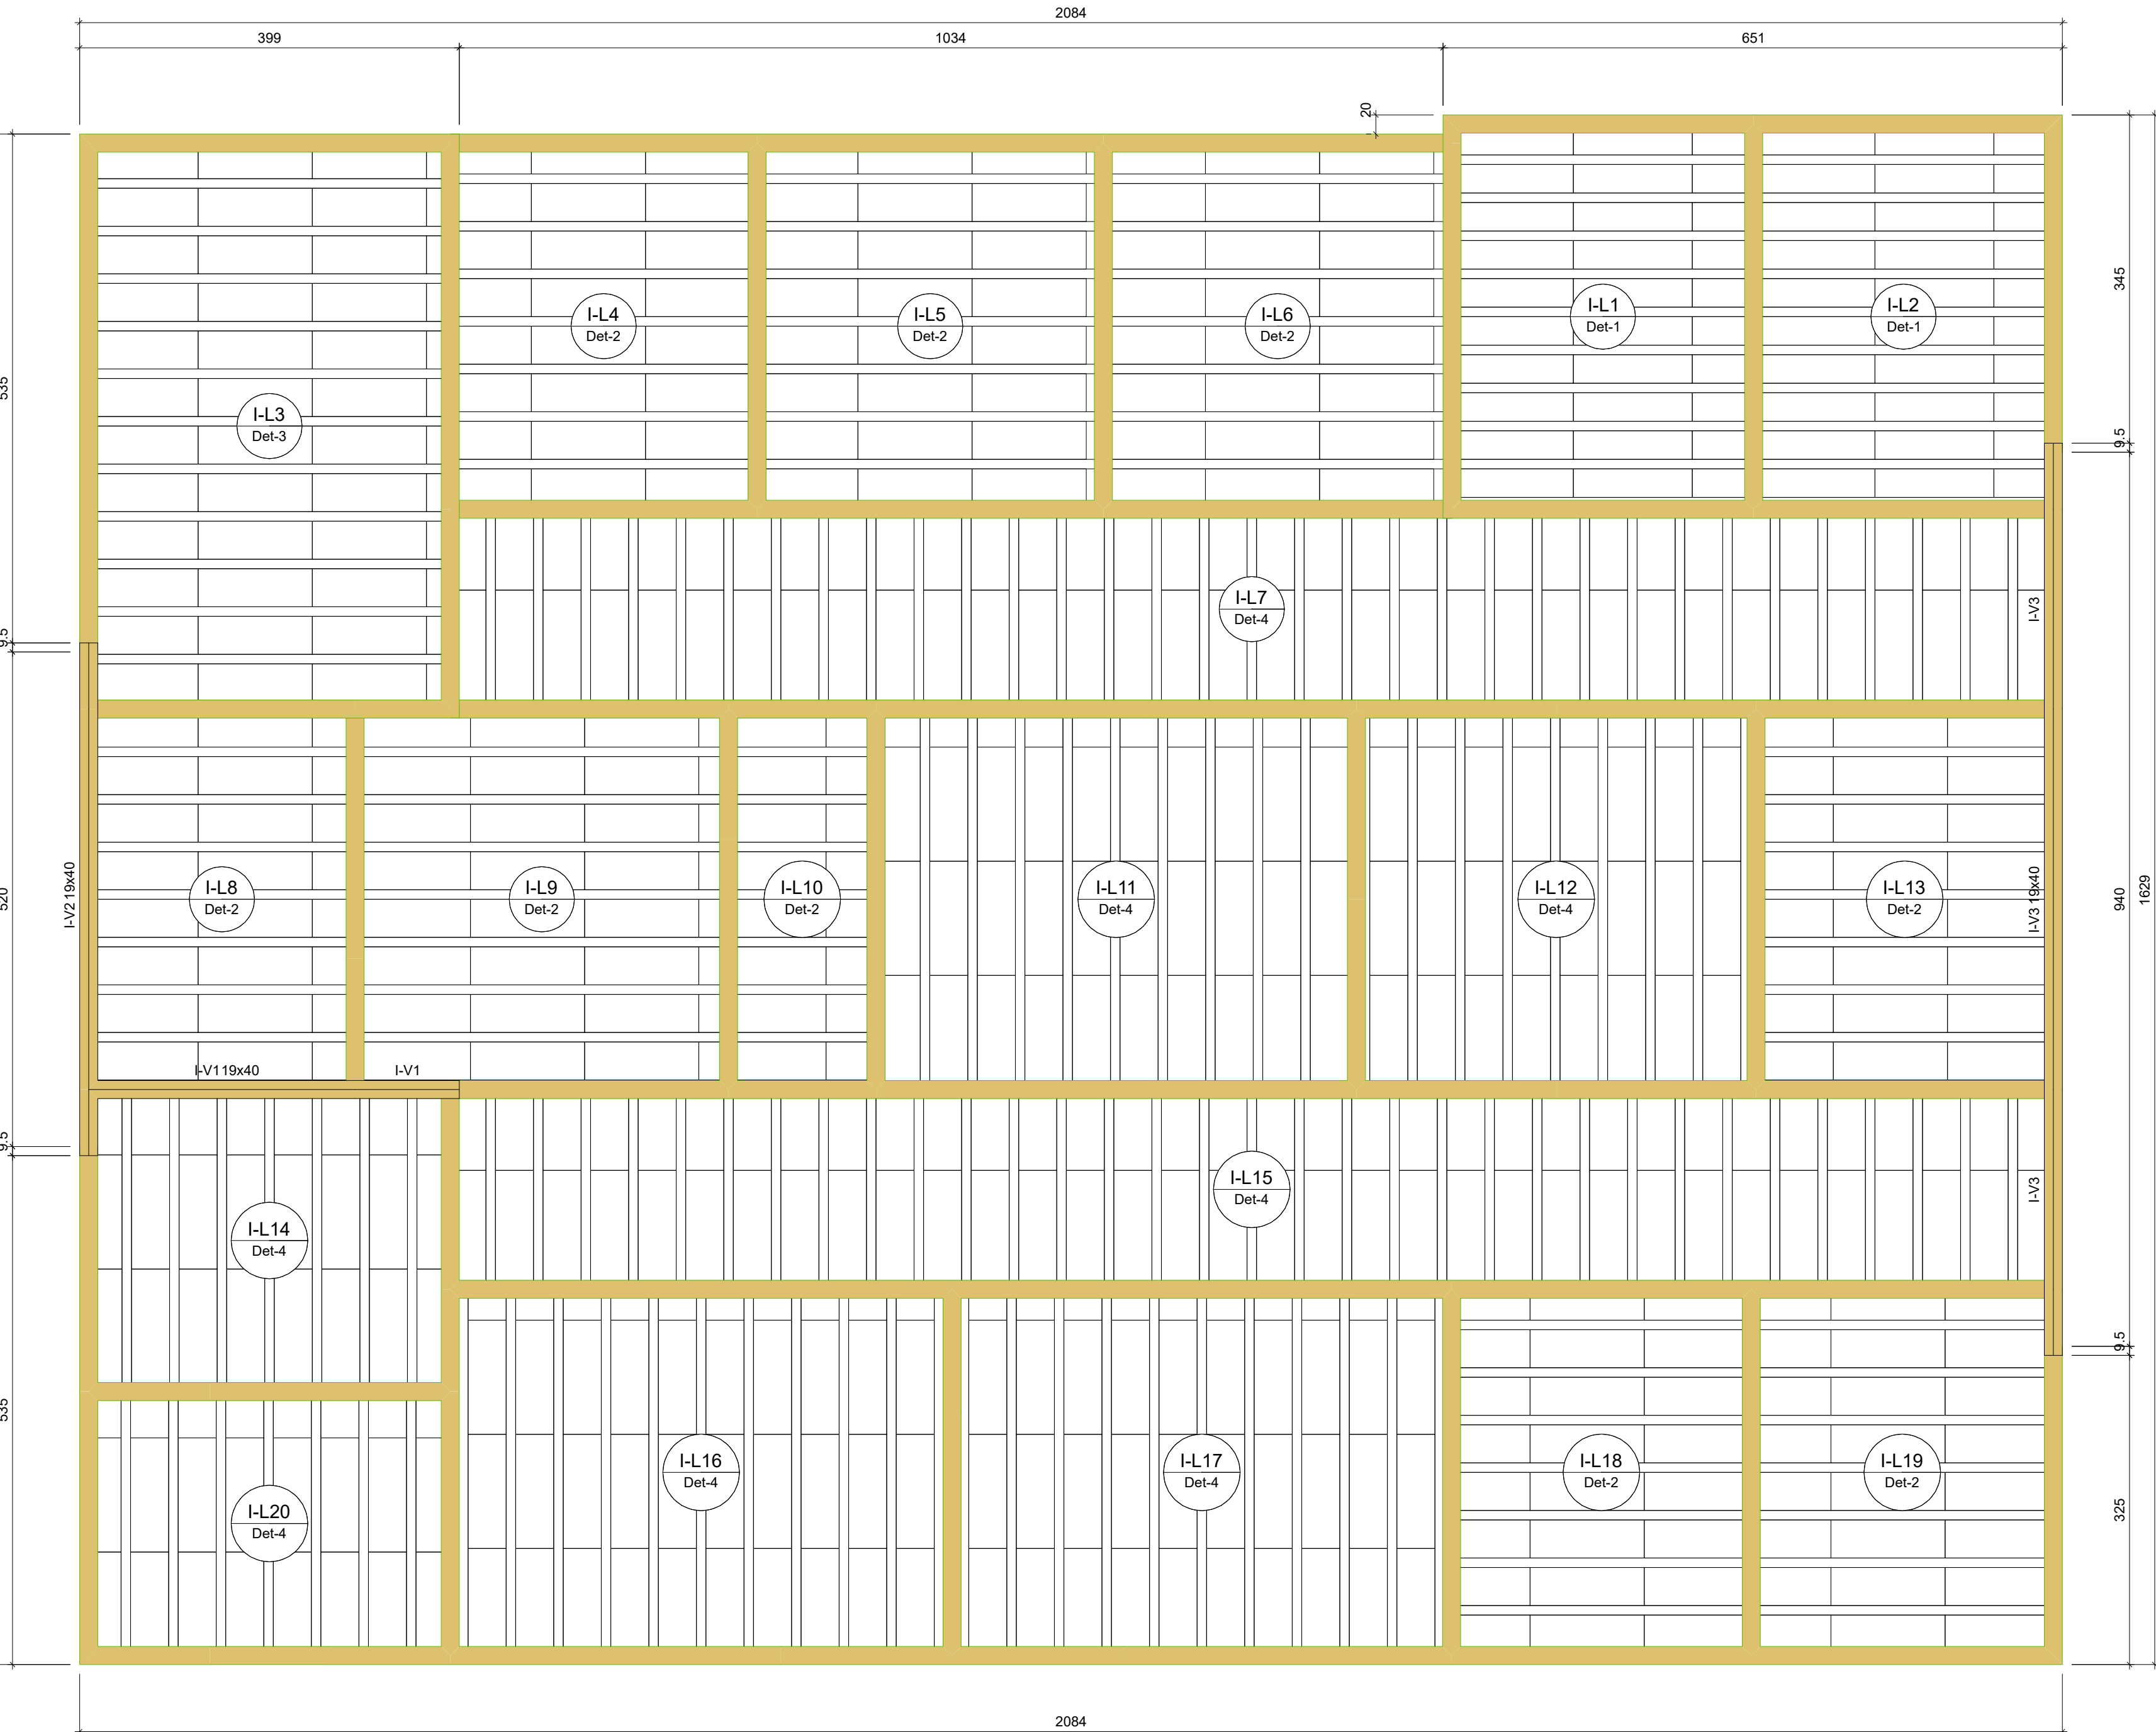 2084
399 1034 651
20
535
345
I-L4
Det-2
I-L5
Det-2
I-L6
Det-2
I-L1
Det-1
I-L2
Det-1
I-L3
Det-3
9.5
I-L7
Det-4
I-V3
9.5
I-L8
Det-2
I-L9
Det-2
I-L10
Det-2
I-L11
Det-4
I-L12
Det-4
I-L13
Det-2
I-V2 19x40
520
I-V3 19x40
940
1629
I-V1 19x40
I-V1
9.5
I-L15
Det-4
I-V3
I-L14
Det-4
9.5
535
I-L16
Det-4
I-L17
Det-4
I-L18
Det-2
I-L19
Det-2
325
I-L20
Det-4
2084